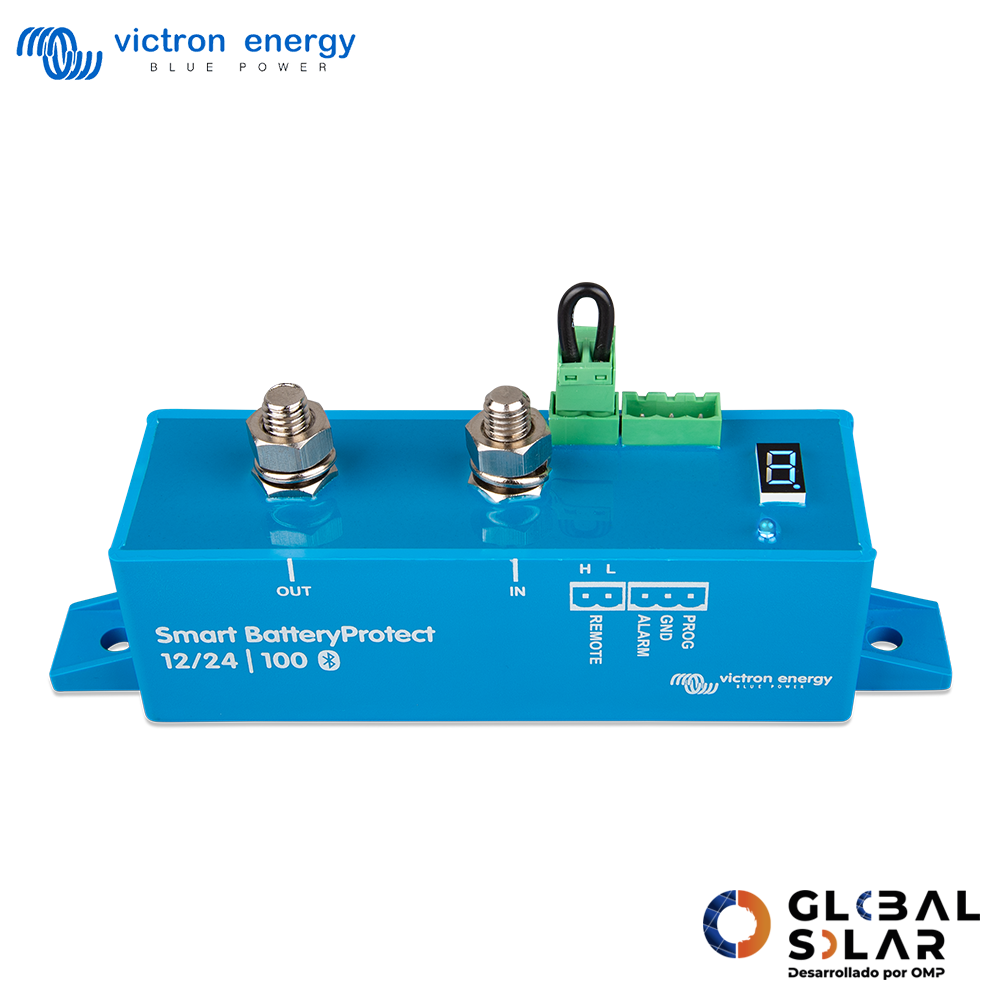 victron energy
BLUE POWER
8.
OUT
IN
H L
REMOTE
ALARM
GND
PROG
Smart BatteryProtect
12/24 | 100
victron energy
BLUE POWER
GLOBAL
SOLAR
Desarrollado por OMP